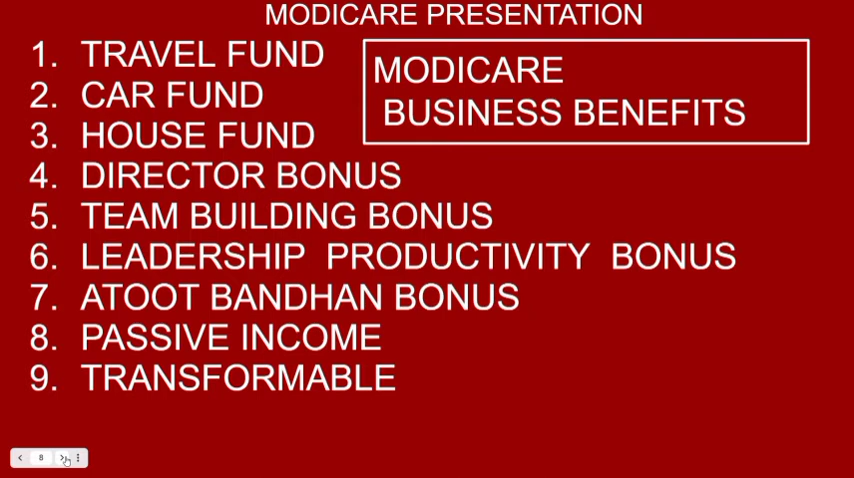 MODICARE PRESENTATION
1. TRAVEL FUND
2. CAR FUND
3. HOUSE FUND
MODICARE
BUSINESS BENEFITS
4. DIRECTOR BONUS
5. TEAM BUILDING BONUS
6. LEADERSHIP PRODUCTIVITY BONUS
7. ATOOT BANDHAN BONUS
8. PASSIVE INCOME
9. TRANSFORMABLE
8